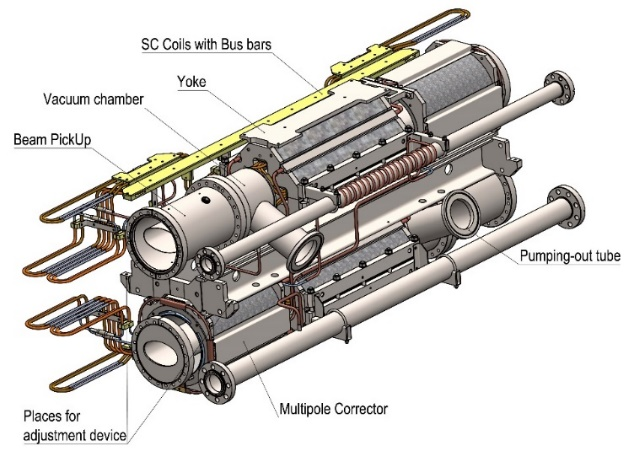 SC Coils with Bus bars
Yoke
Vacuum chamber
Beam PickUp
Pumping-out tube
Multipole Corrector
Places for
adjustment device